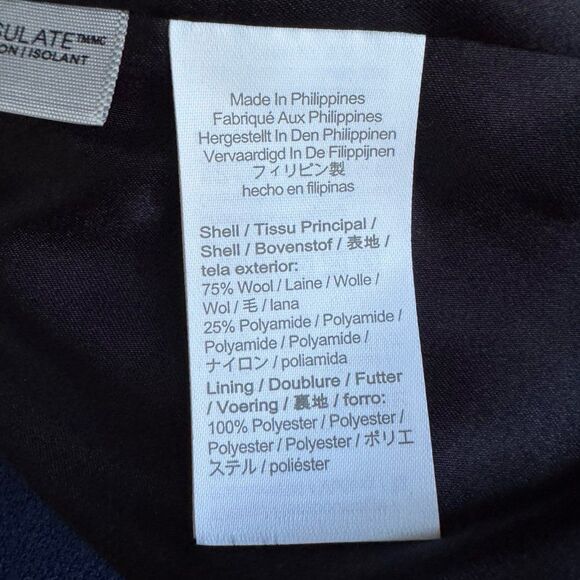 SULATE™MC
ON | ISOLANT
Made In Philippines
Fabriqué Aux Philippines
Hergestellt In Den Philippinen
Vervaardigd In De Filippijnen
フィリピン製
hecho en filipinas
Shell / Tissu Principal /
Shell / Bovenstof / 表地 /
tela exterior:
75% Wool / Laine / Wolle /
Wol / 毛 / lana
25% Polyamide / Polyamide /
Polyamide / Polyamide /
ナイロン / poliamida
Lining / Doublure / Futter
/ Voering / 裏地 / forro:
100% Polyester / Polyester /
Polyester / Polyester / ポリエ
ステル / poliéster